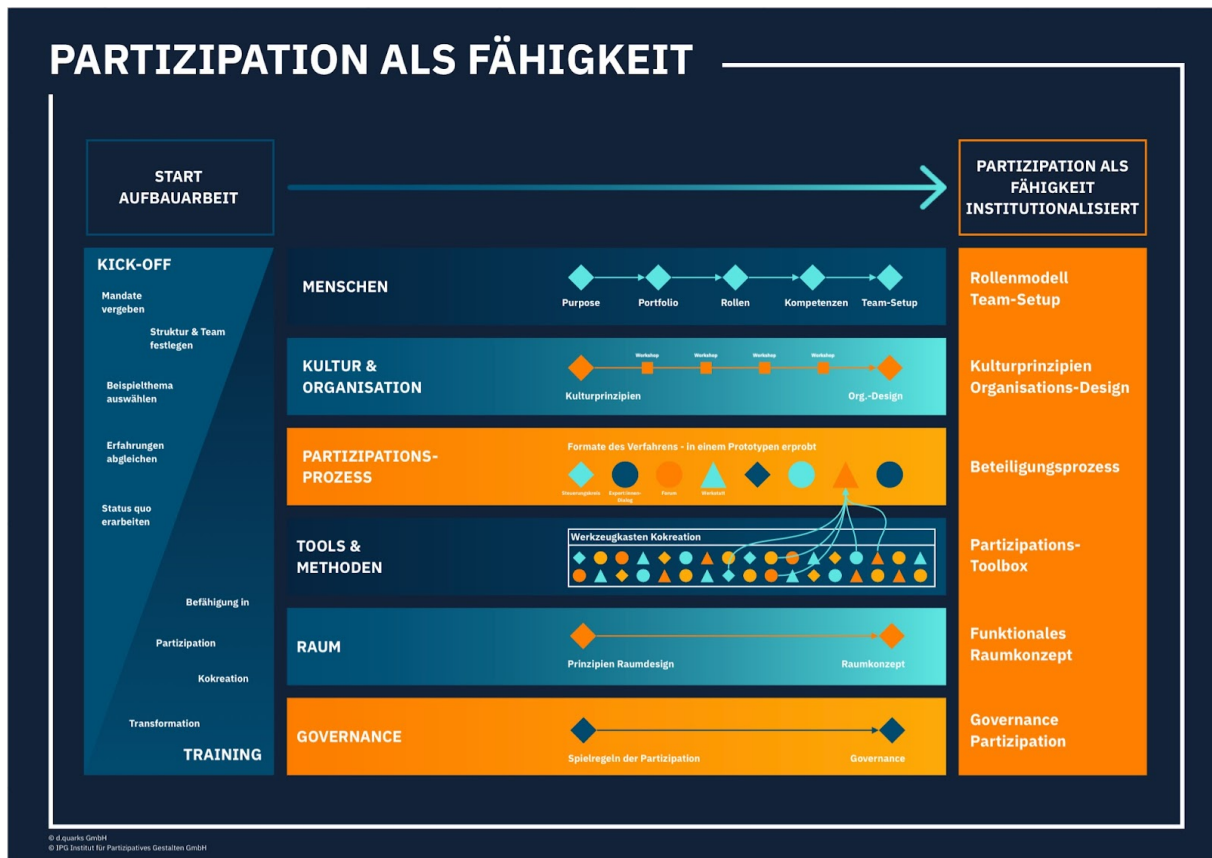 PARTIZIPATION ALS FÄHIGKEIT
START
AUFBAUARBEIT
PARTIZIPATION ALS
FÄHIGKEIT
INSTITUTIONALISIERT
KICK-OFF
Mandate
vergeben
Struktur & Team
festlegen
Beispielthema
auswählen
Erfahrungen
abgleichen
Status quo
erarbeiten
Befähigung in
Partizipation
Kokreation
Transformation
TRAINING
MENSCHEN
Purpose
Portfolio
Rollen
Kompetenzen
Team-Setup
Rollenmodell
Team-Setup
KULTUR &
ORGANISATION
Workshop
Workshop
Workshop
Workshop
Kulturprinzipien
Org.-Design
Kulturprinzipien
Organisations-Design
PARTIZIPATIONS-
PROZESS
Formate des Verfahrens - in einem Prototypen erprobt
Steuerungskreis
Expert:innen-
Dialog
Forum
Werkstatt
Beteiligungsprozess
TOOLS &
METHODEN
Werkzeugkasten Kokreation
Partizipations-
Toolbox
RAUM
Prinzipien Raumdesign
Raumkonzept
Funktionales
Raumkonzept
GOVERNANCE
Spielregeln der Partizipation
Governance
Governance
Partizipation
© d.quarks GmbH
© IPG Institut für Partizipatives Gestalten GmbH